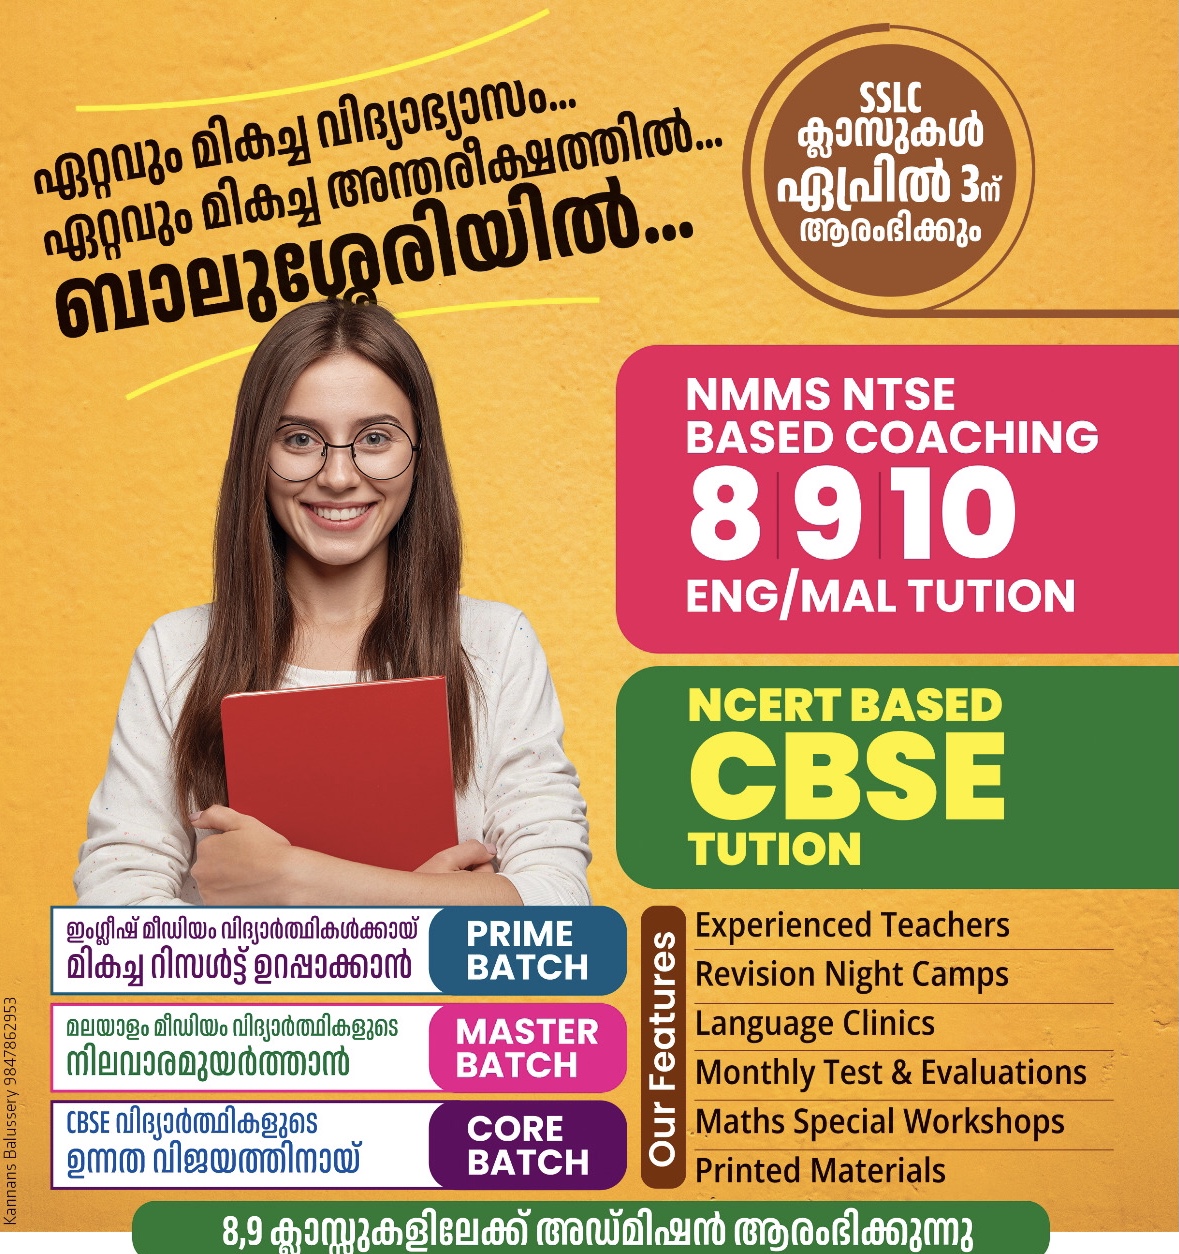 ഏറ്റവും മികച്ച വിദ്യാഭ്യാസം...
ഏറ്റവും മികച്ച അന്തരീക്ഷത്തിൽ...
ബാലുശ്ശേരിയിൽ...
SSLC
ക്ലാസുകൾ
ഏപ്രിൽ 3ന്
ആരംഭിക്കും
NMMS NTSE
BASED COACHING
8 9 10
ENG/MAL TUTION
NCERT BASED
CBSE
TUTION
ഇംഗ്ലീഷ് മീഡിയം വിദ്യാർത്ഥികൾക്കായ്
മികച്ച റിസൾട്ട് ഉറപ്പാക്കാൻ
PRIME
BATCH
മലയാളം മീഡിയം വിദ്യാർത്ഥികളുടെ
നിലവാരമുയർത്താൻ
MASTER
BATCH
CBSE വിദ്യാർത്ഥികളുടെ
ഉന്നത വിജയത്തിനായ്
CORE
BATCH
Our Features
Experienced Teachers
Revision Night Camps
Language Clinics
Monthly Test & Evaluations
Maths Special Workshops
Printed Materials
8,9 ക്ലാസ്സുകളിലേക്ക് അഡ്മിഷൻ ആരംഭിക്കുന്നു
Kannans Balussery 9847862953